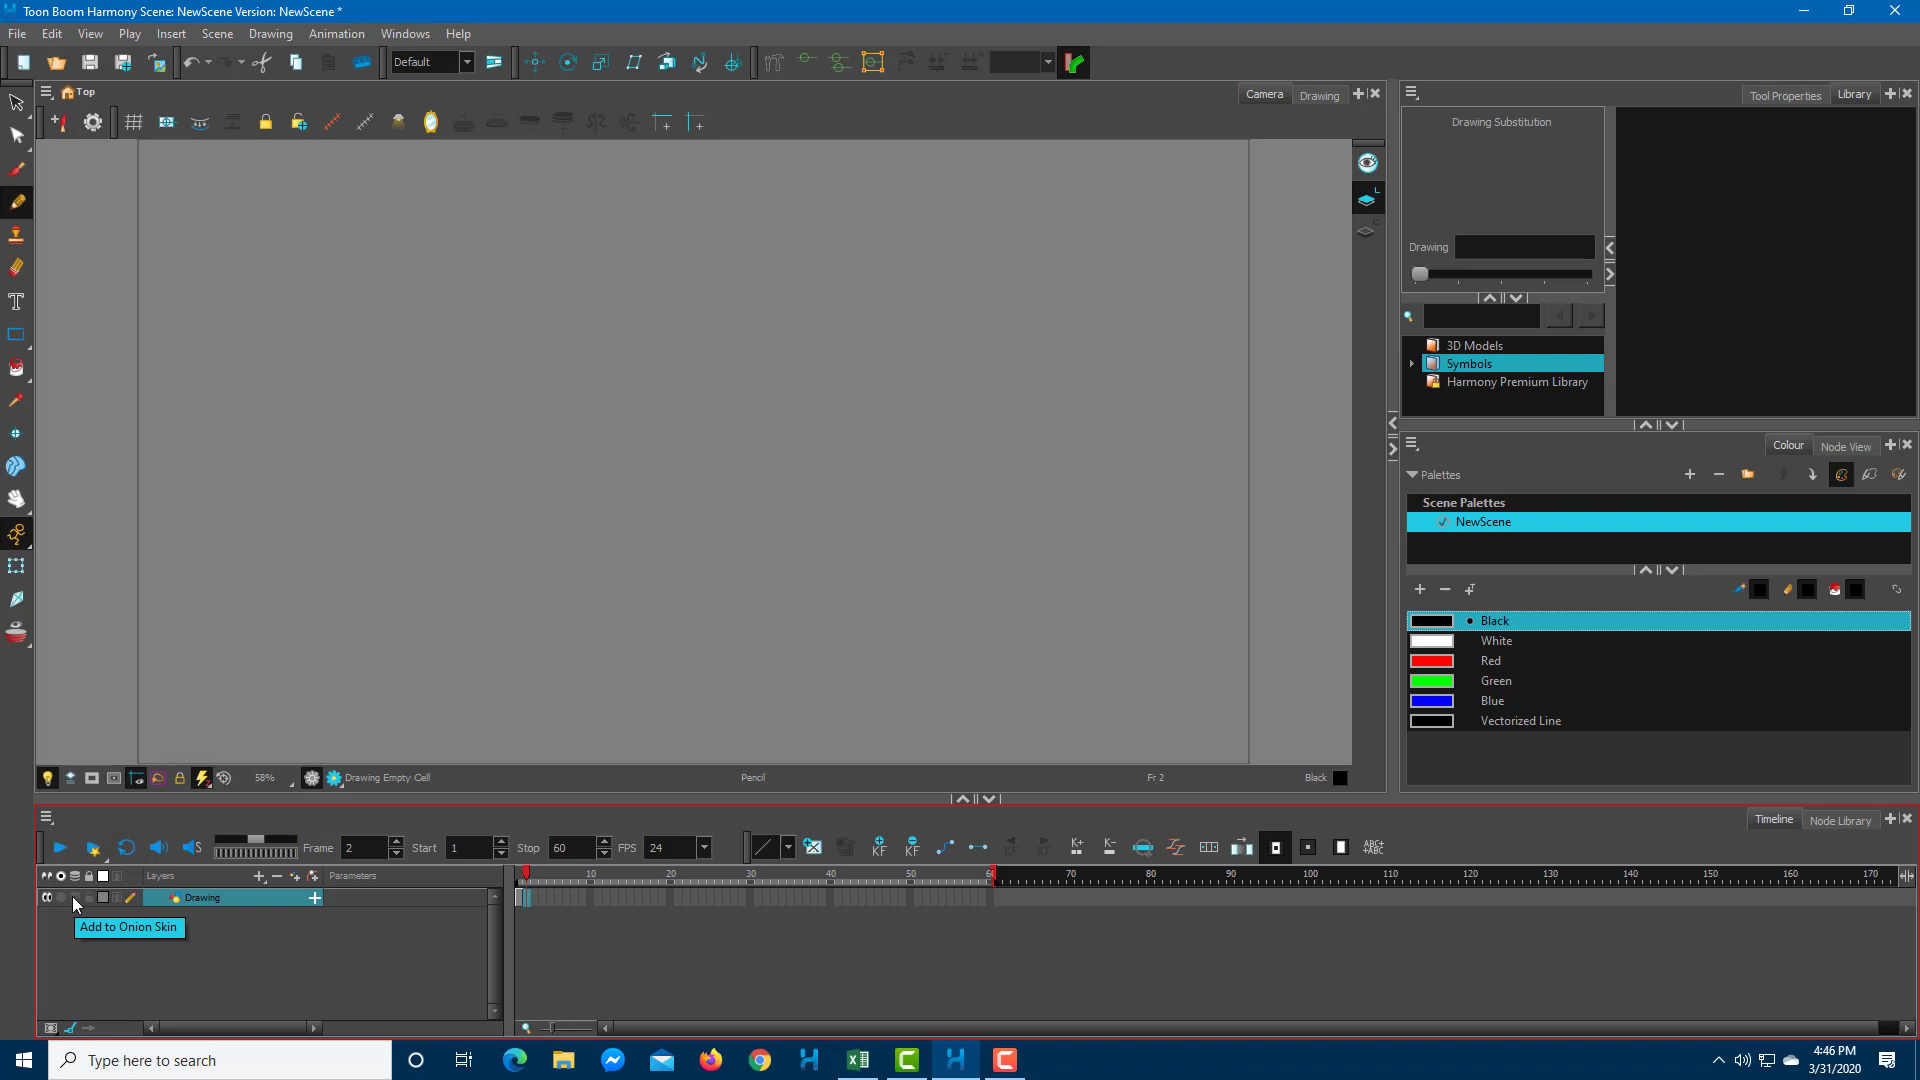 Toon Boom Harmony Scene: NewScene Version: NewScene *
File Edit View Play Insert Scene Drawing Animation Windows Help
Default
Top
Camera Drawing
Tool Properties Library
Drawing Substitution
Drawing
3D Models
Symbols
Harmony Premium Library
Colour Node View
Palettes
Scene Palettes
NewScene
Black
White
Red
Green
Blue
Vectorized Line
58% Drawing Empty Cell Pencil Fr 2 Black
Timeline Node Library
Frame 2 Start 1 Stop 60 FPS 24
Layers Parameters
10 20 30 40 50 60 70 80 90 100 110 120 130 140 150 160 170
Drawing
Add to Onion Skin
Type here to search
4:46 PM
3/31/2020